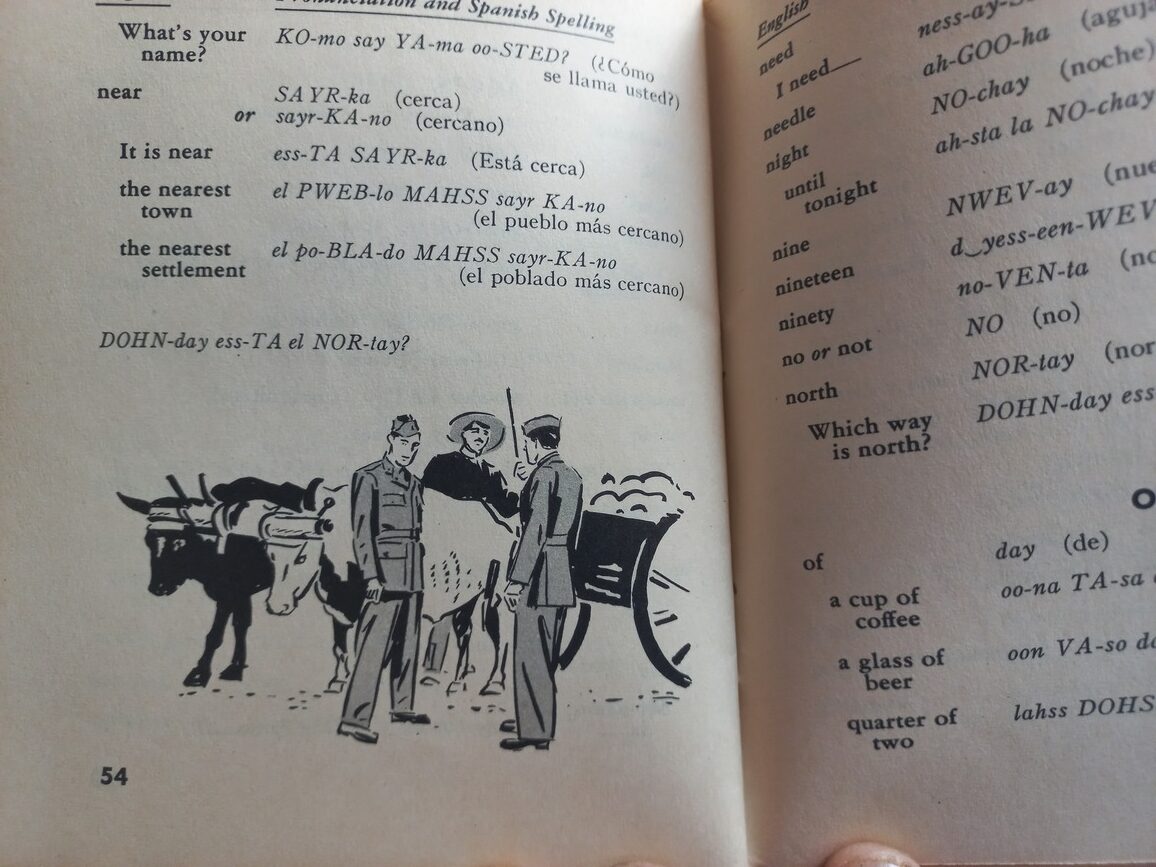 Pronunciation and Spanish Spelling
What's your KO-mo say YA-ma oo-STED? (¿Cómo
name? se llama usted?)
near SAYR-ka (cerca)
or sayr-KA-no (cercano)
It is near ess-TA SAYR-ka (Está cerca)
the nearest el PWEB-lo MAHSS sayr KA-no
town (el pueblo más cercano)
the nearest el po-BLA-do MAHSS sayr-KA-no
settlement (el poblado más cercano)
DOHN-day ess-TA el NOR-tay?
54
English
need
I need
needle ah-GOO-ha (aguja
night NO-chay (noche)
until ah-sta la NO-chay
tonight
nine NWEV-ay
nineteen d‿yess-een-WEV
ninety no-VEN-ta
no or not NO (no)
north NOR-tay (nor
Which way DOHN-day ess
is north?
of day (de)
a cup of oo-na TA-sa
coffee
a glass of oon VA-so
beer
quarter of lahss DOHS
two